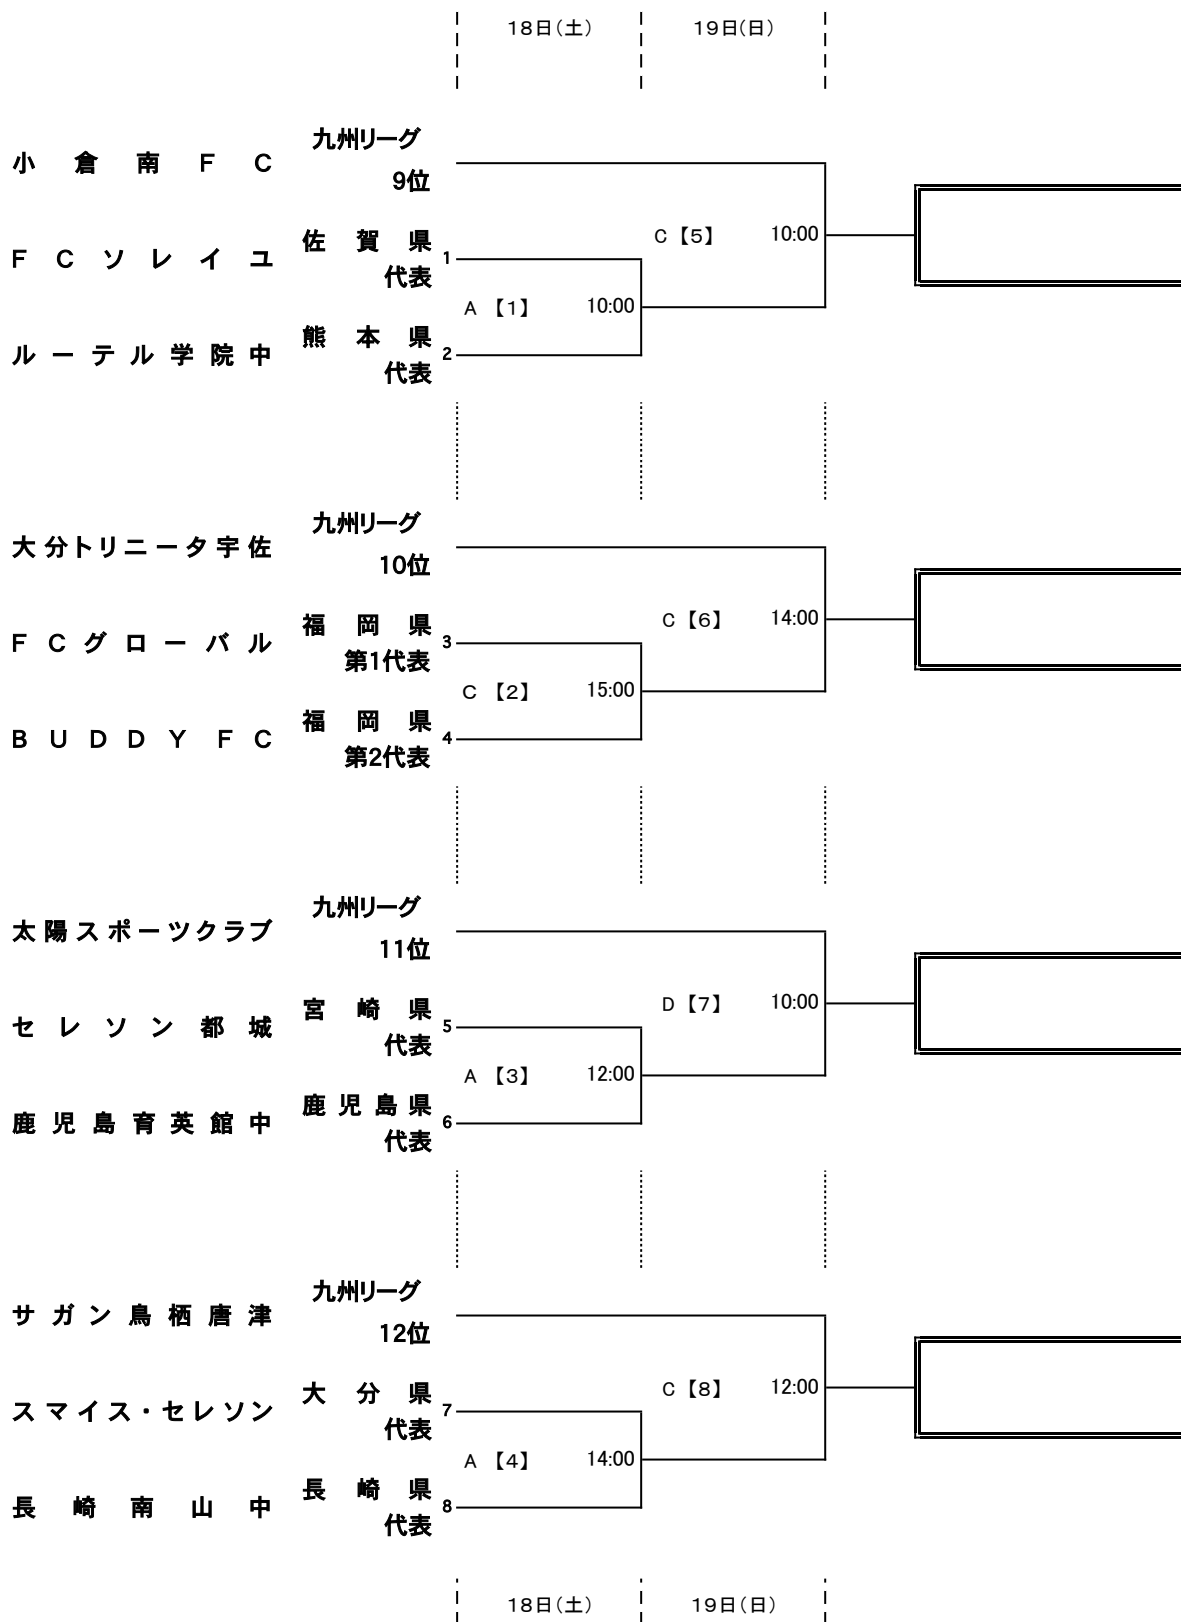 18日(土) 19日(日)
九州リーグ
小倉南FC
9位
佐賀県
FCソレイユ 1
代表
C【5】 10:00
A【1】 10:00
熊本県
ルーテル学院中 2
代表
九州リーグ
大分トリニータ宇佐
10位
福岡県
FCグローバル 3
第1代表
C【6】 14:00
C【2】 15:00
福岡県
BUDDY FC 4
第2代表
九州リーグ
太陽スポーツクラブ
11位
宮崎県
セレソン都城 5
代表
D【7】 10:00
A【3】 12:00
鹿児島県
鹿児島育英館中 6
代表
九州リーグ
サガン鳥栖唐津
12位
大分県
スマイス・セレソン 7
代表
C【8】 12:00
A【4】 14:00
長崎県
長崎南山中 8
代表
18日(土) 19日(日)